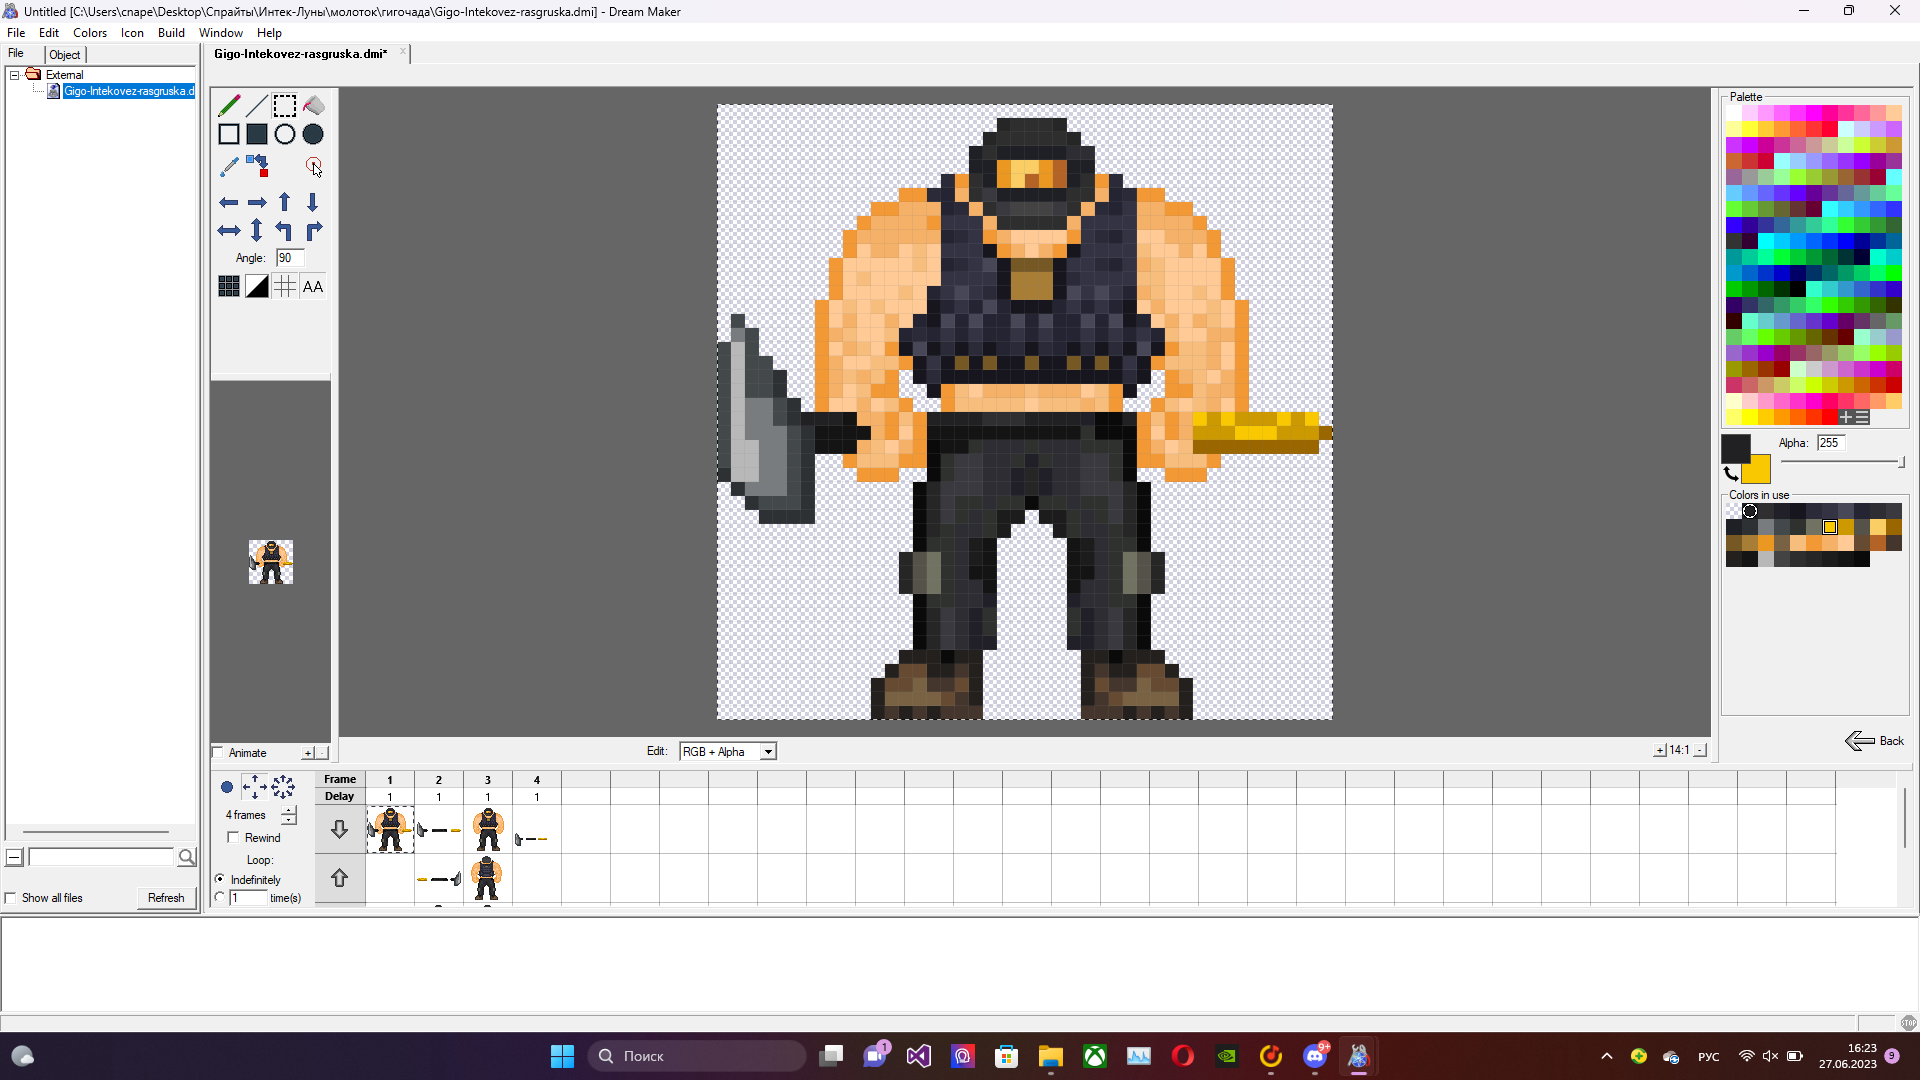 Untitled [C:\Users\cnape\Desktop\Спрайты\Интек-Луны\молоток\гигочада\Gigo-Intekovez-rasgruska.dmi] - Dream Maker
File Edit Colors Icon Build Window Help
File Object
Gigo-Intekovez-rasgruska.dmi*
External
Gigo-Intekovez-rasgruska.d
Palette
Angle: 90
AA
Alpha: 255
Colors in use
Back
Animate + -
Edit: RGB + Alpha
+ 14:1 -
Frame 1 2 3 4
Delay 1 1 1 1
4 frames
Rewind
Loop:
Indefinitely
1 time(s)
Show all files Refresh
STOP
Поиск
1
9+
РУС
16:23
27.06.2023
9